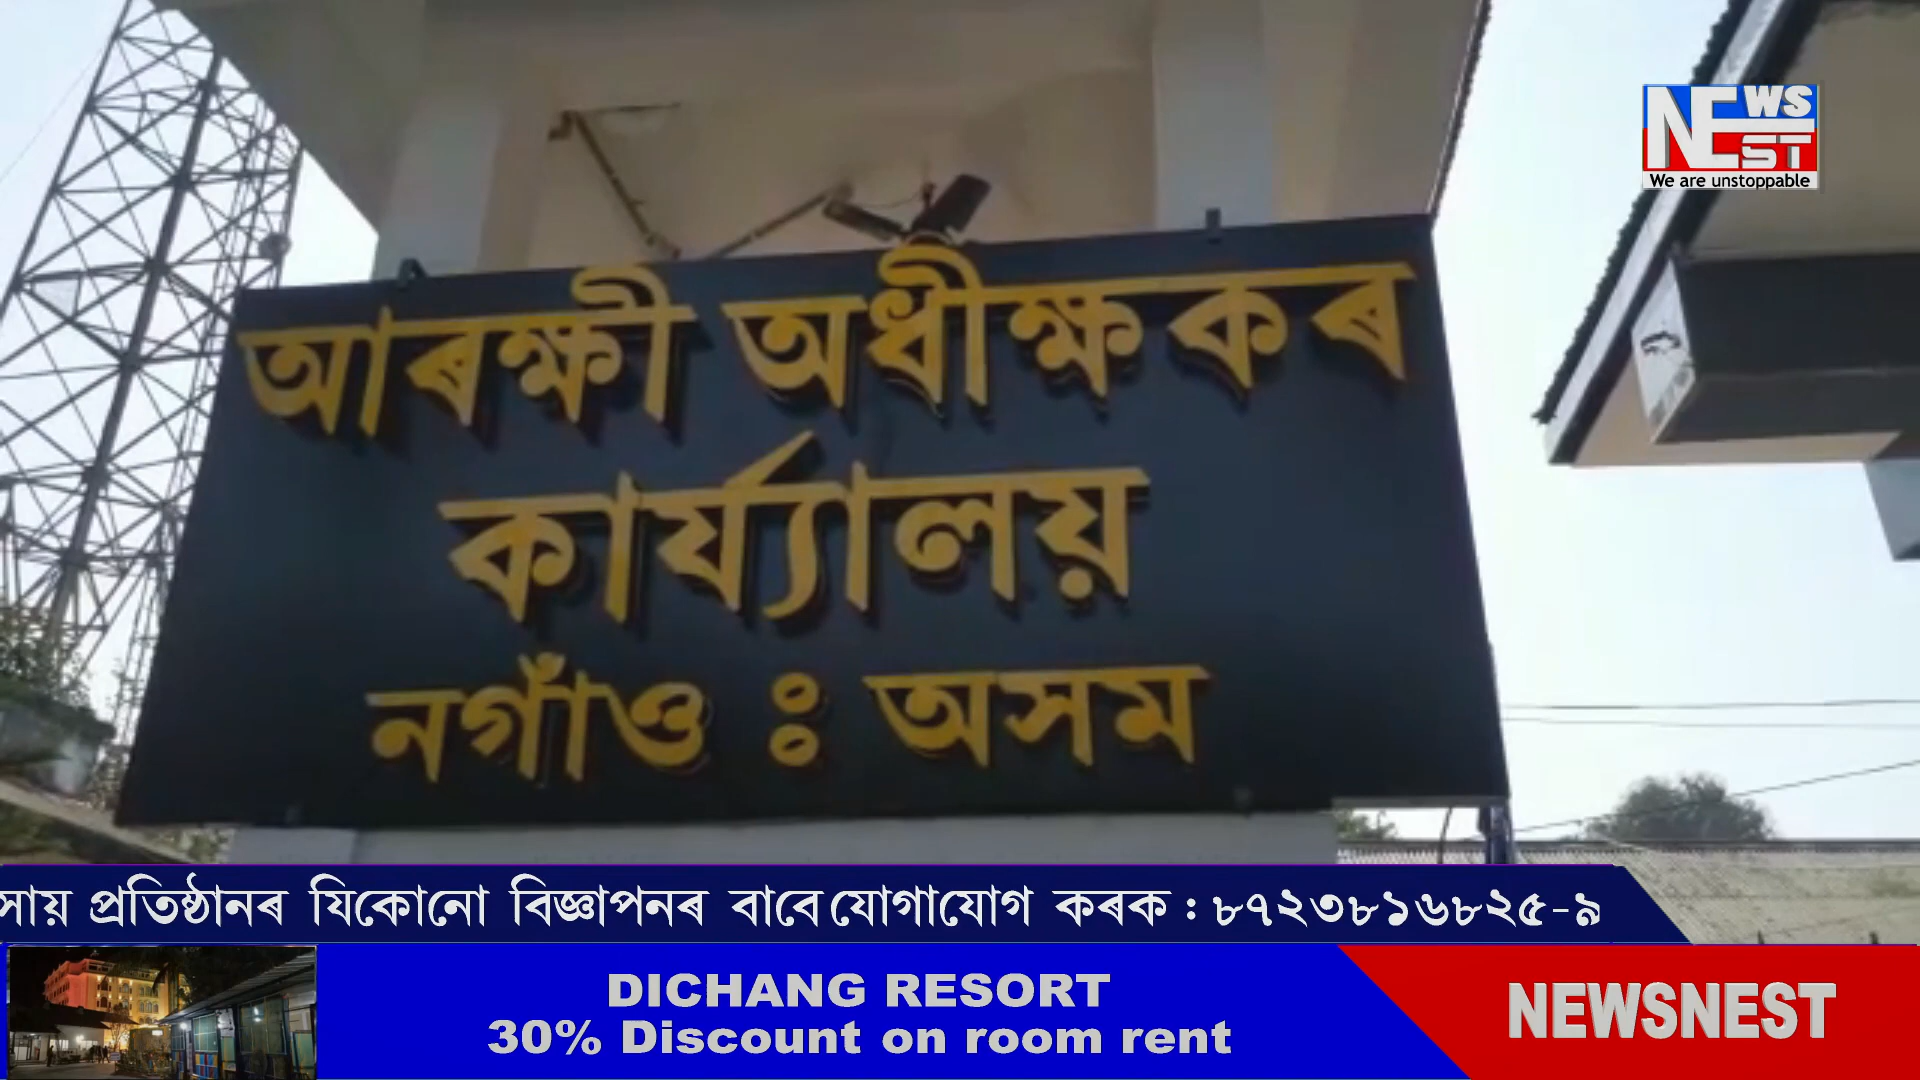 NEWS NEST
We are unstoppable
আৰক্ষী অধীক্ষকৰ
কাৰ্য্যালয়
নগাঁও ঃ অসম
সায় প্ৰতিষ্ঠানৰ যিকোনো বিজ্ঞাপনৰ বাবে যোগাযোগ কৰক : ৮৭২৩৮১৬৮২৫-৯
DICHANG RESORT
30% Discount on room rent
NEWSNEST